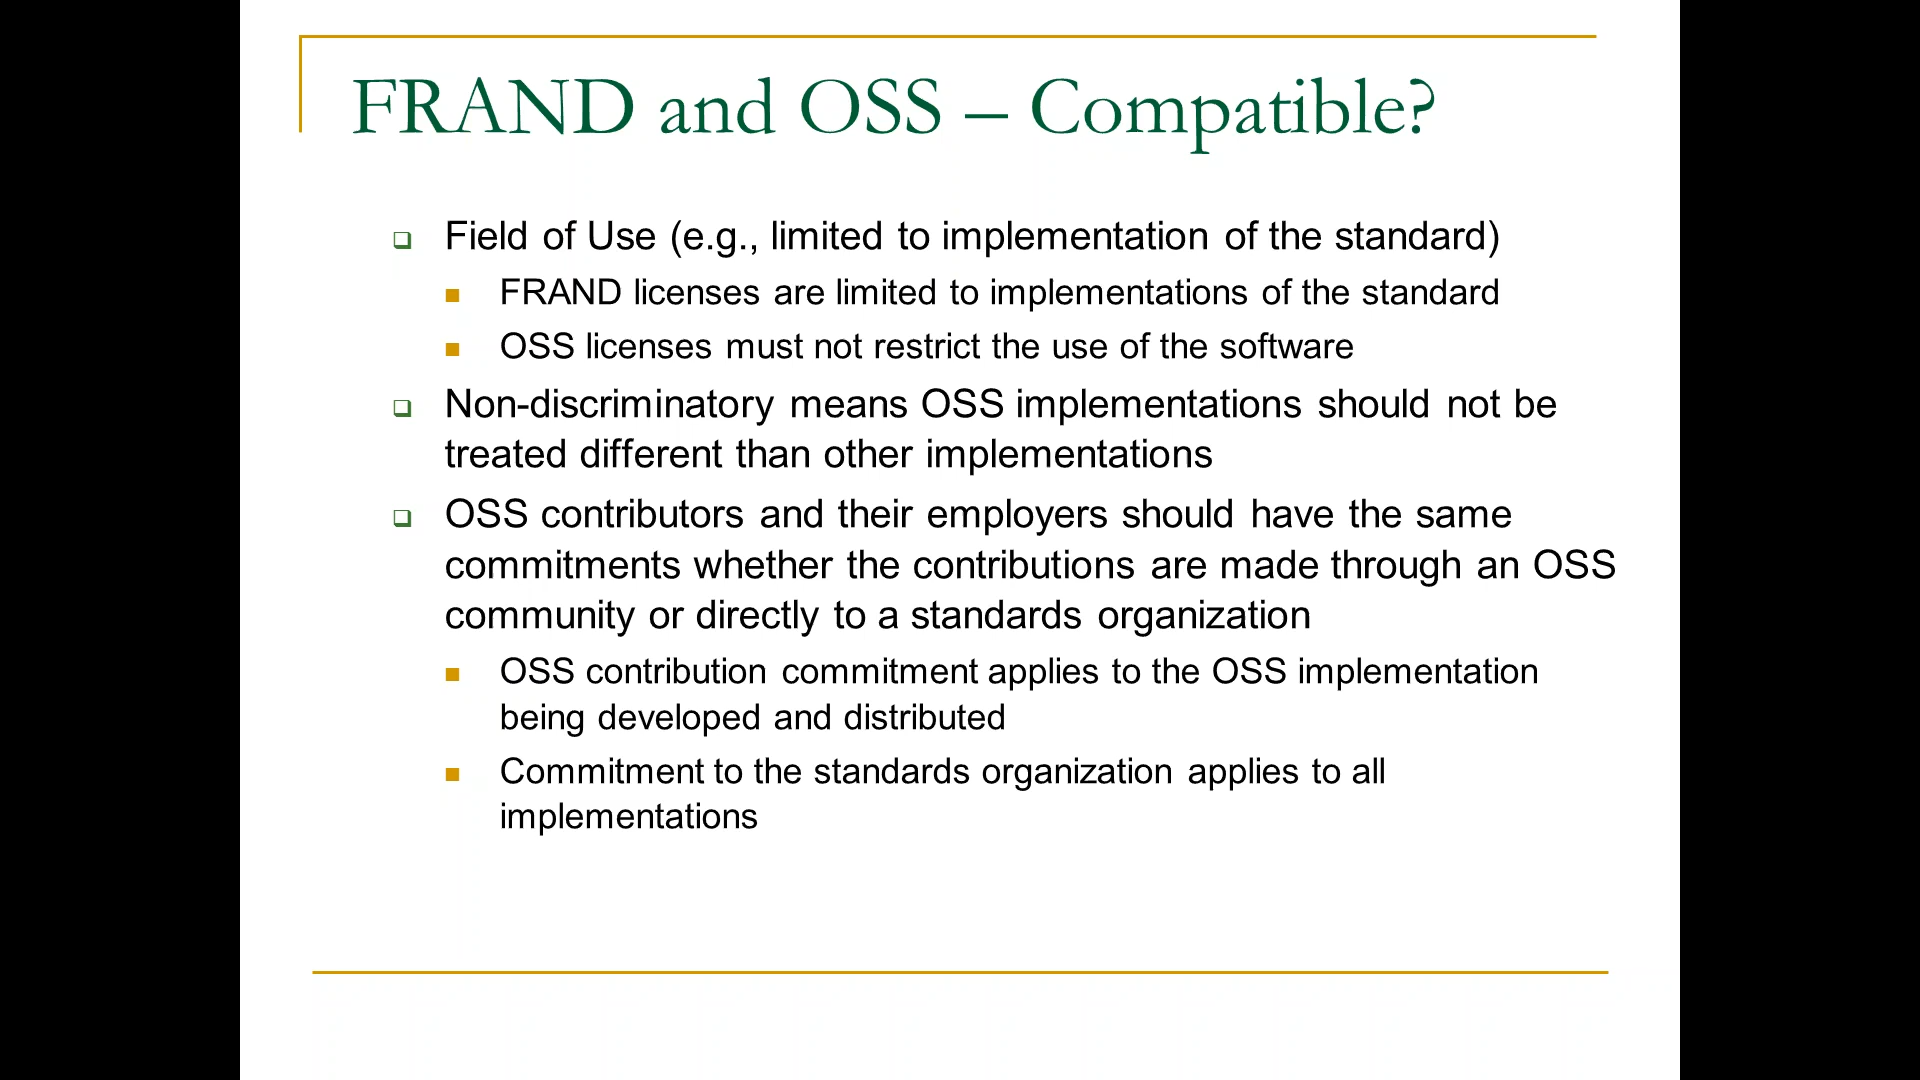 FRAND and OSS – Compatible?
Field of Use (e.g., limited to implementation of the standard)
FRAND licenses are limited to implementations of the standard
OSS licenses must not restrict the use of the software
Non-discriminatory means OSS implementations should not be
treated different than other implementations
OSS contributors and their employers should have the same
commitments whether the contributions are made through an OSS
community or directly to a standards organization
OSS contribution commitment applies to the OSS implementation
being developed and distributed
Commitment to the standards organization applies to all
implementations